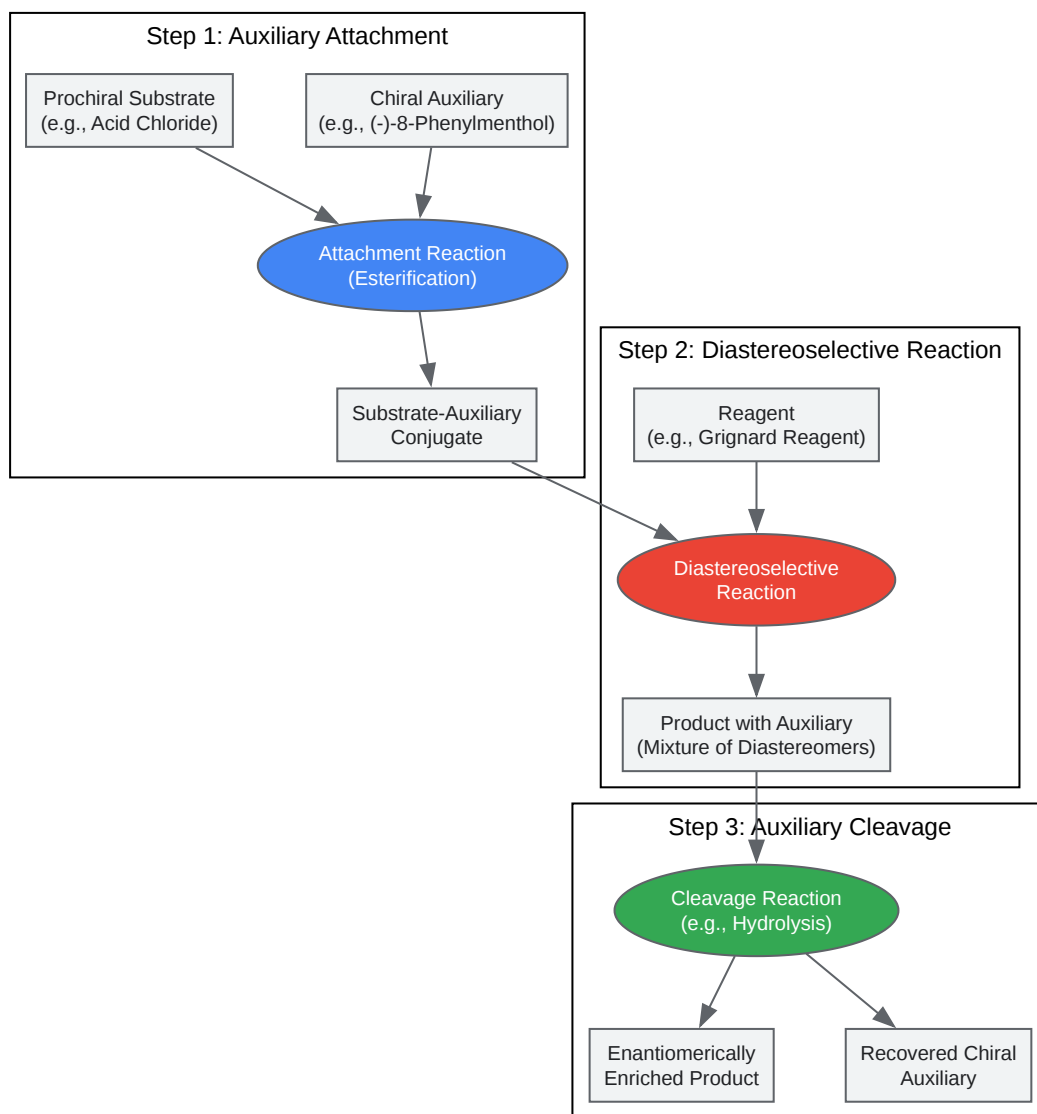 Step 1: Auxiliary Attachment
Prochiral Substrate
(e.g., Acid Chloride)
Chiral Auxiliary
(e.g., (-)-8-Phenylmenthol)
Attachment Reaction
(Esterification)
Substrate-Auxiliary
Conjugate
Step 2: Diastereoselective Reaction
Reagent
(e.g., Grignard Reagent)
Diastereoselective
Reaction
Product with Auxiliary
(Mixture of Diastereomers)
Step 3: Auxiliary Cleavage
Cleavage Reaction
(e.g., Hydrolysis)
Enantiomerically
Enriched Product
Recovered Chiral
Auxiliary